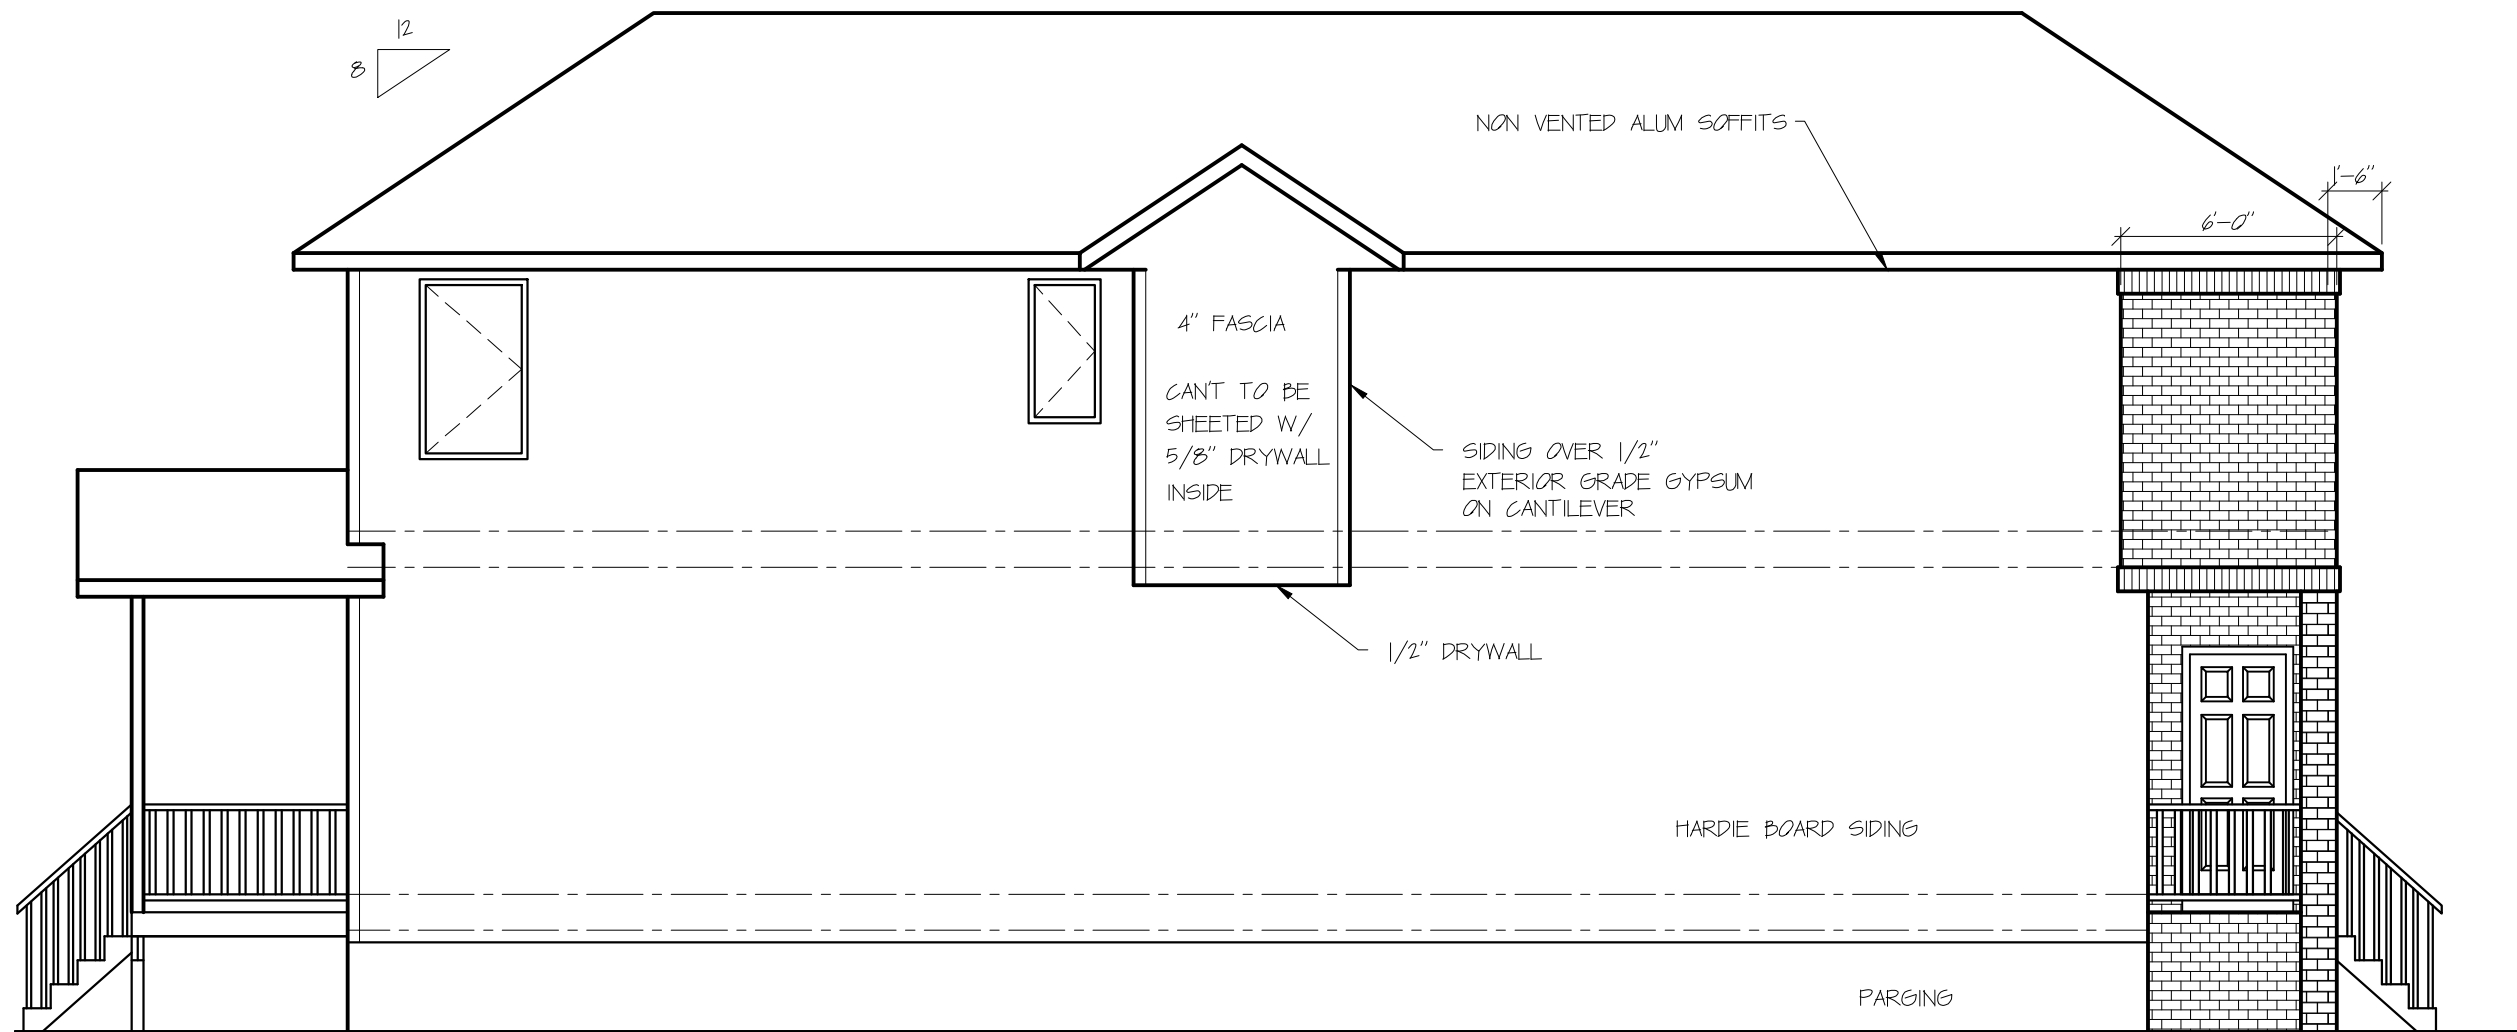 12
8
NON VENTED ALUM SOFFITS
1'-6"
6'-0"
4" FASCIA
CAN'T TO BE
SHEETED W/
5/8" DRYWALL
INSIDE
SIDING OVER 1/2"
EXTERIOR GRADE GYPSUM
ON CANTILEVER
1/2" DRYWALL
HARDIE BOARD SIDING
PARGING